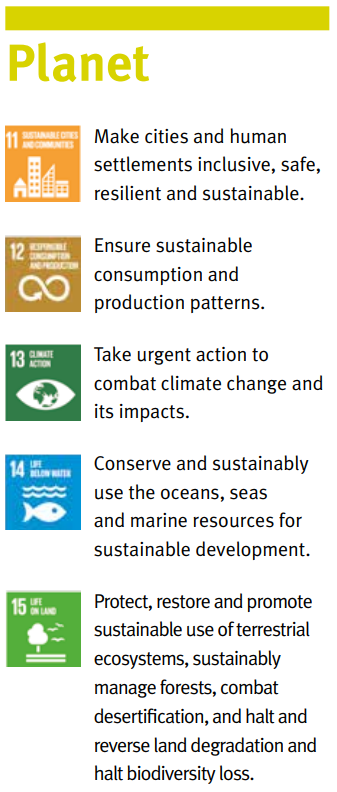 Planet
11 SUSTAINABLE CITIES
AND COMMUNITIES
Make cities and human
settlements inclusive, safe,
resilient and sustainable.
12 RESPONSIBLE
CONSUMPTION
AND PRODUCTION
Ensure sustainable
consumption and
production patterns.
13 CLIMATE
ACTION
Take urgent action to
combat climate change and
its impacts.
14 LIFE
BELOW WATER
Conserve and sustainably
use the oceans, seas
and marine resources for
sustainable development.
15 LIFE
ON LAND
Protect, restore and promote
sustainable use of terrestrial
ecosystems, sustainably
manage forests, combat
desertification, and halt and
reverse land degradation and
halt biodiversity loss.